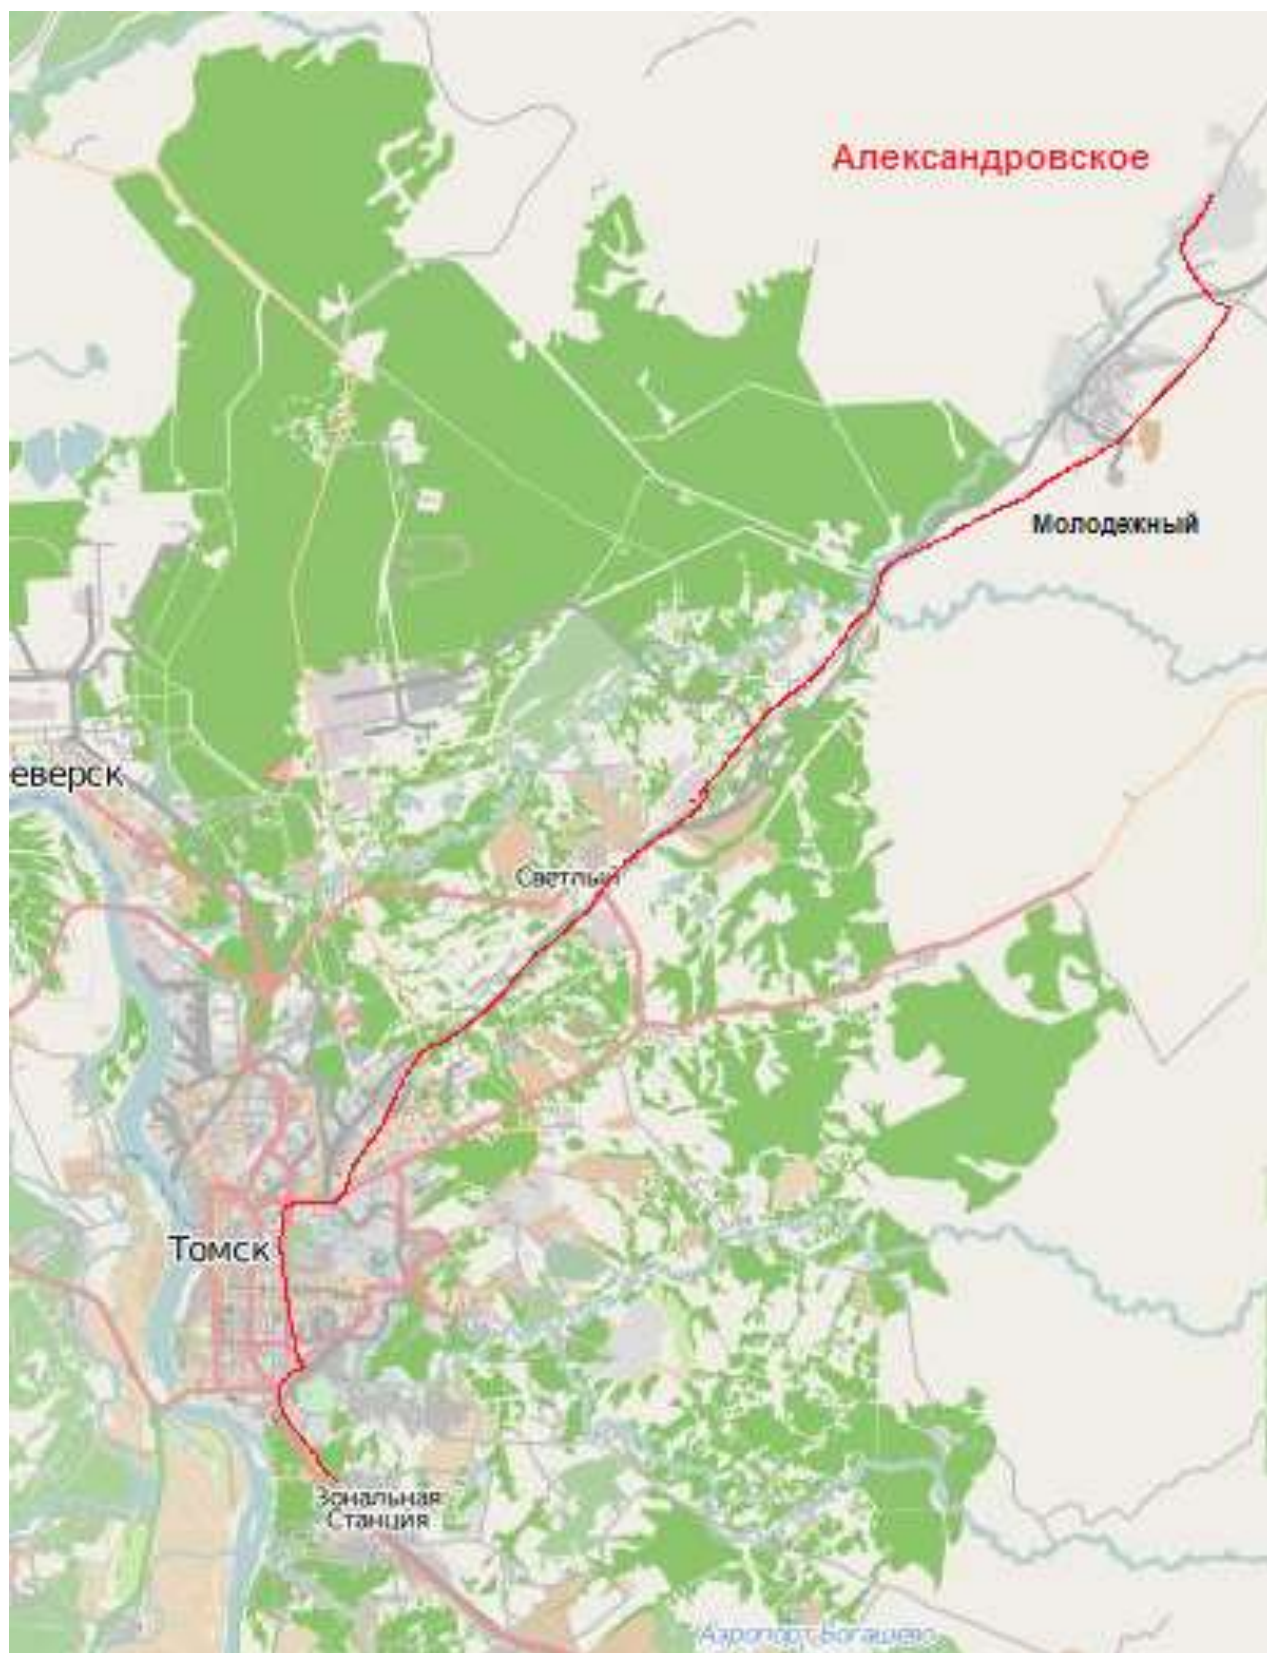 Александровское
Молодежный
еверск
Светлый
Томск
Зональная
Станция
Аэропорт Богашево